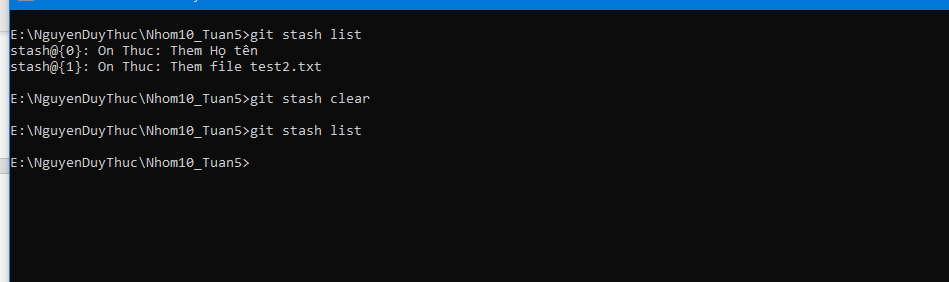 E:\NguyenDuyThuc\Nhom10_Tuan5>git stash list
stash@{0}: On Thuc: Them Họ tên
stash@{1}: On Thuc: Them file test2.txt
E:\NguyenDuyThuc\Nhom10_Tuan5>git stash clear
E:\NguyenDuyThuc\Nhom10_Tuan5>git stash list
E:\NguyenDuyThuc\Nhom10_Tuan5>